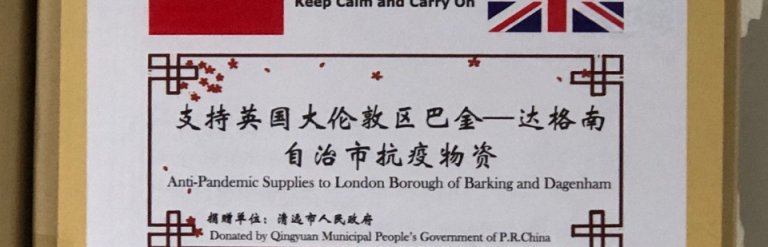 Keep Calm and Carry On
支持英国大伦敦区巴金—达格南
自治市抗疫物资
Anti-Pandemic Supplies to London Borough of Barking and Dagenham
捐赠单位：清远市人民政府
Donated by Qingyuan Municipal People's Government of P.R.China